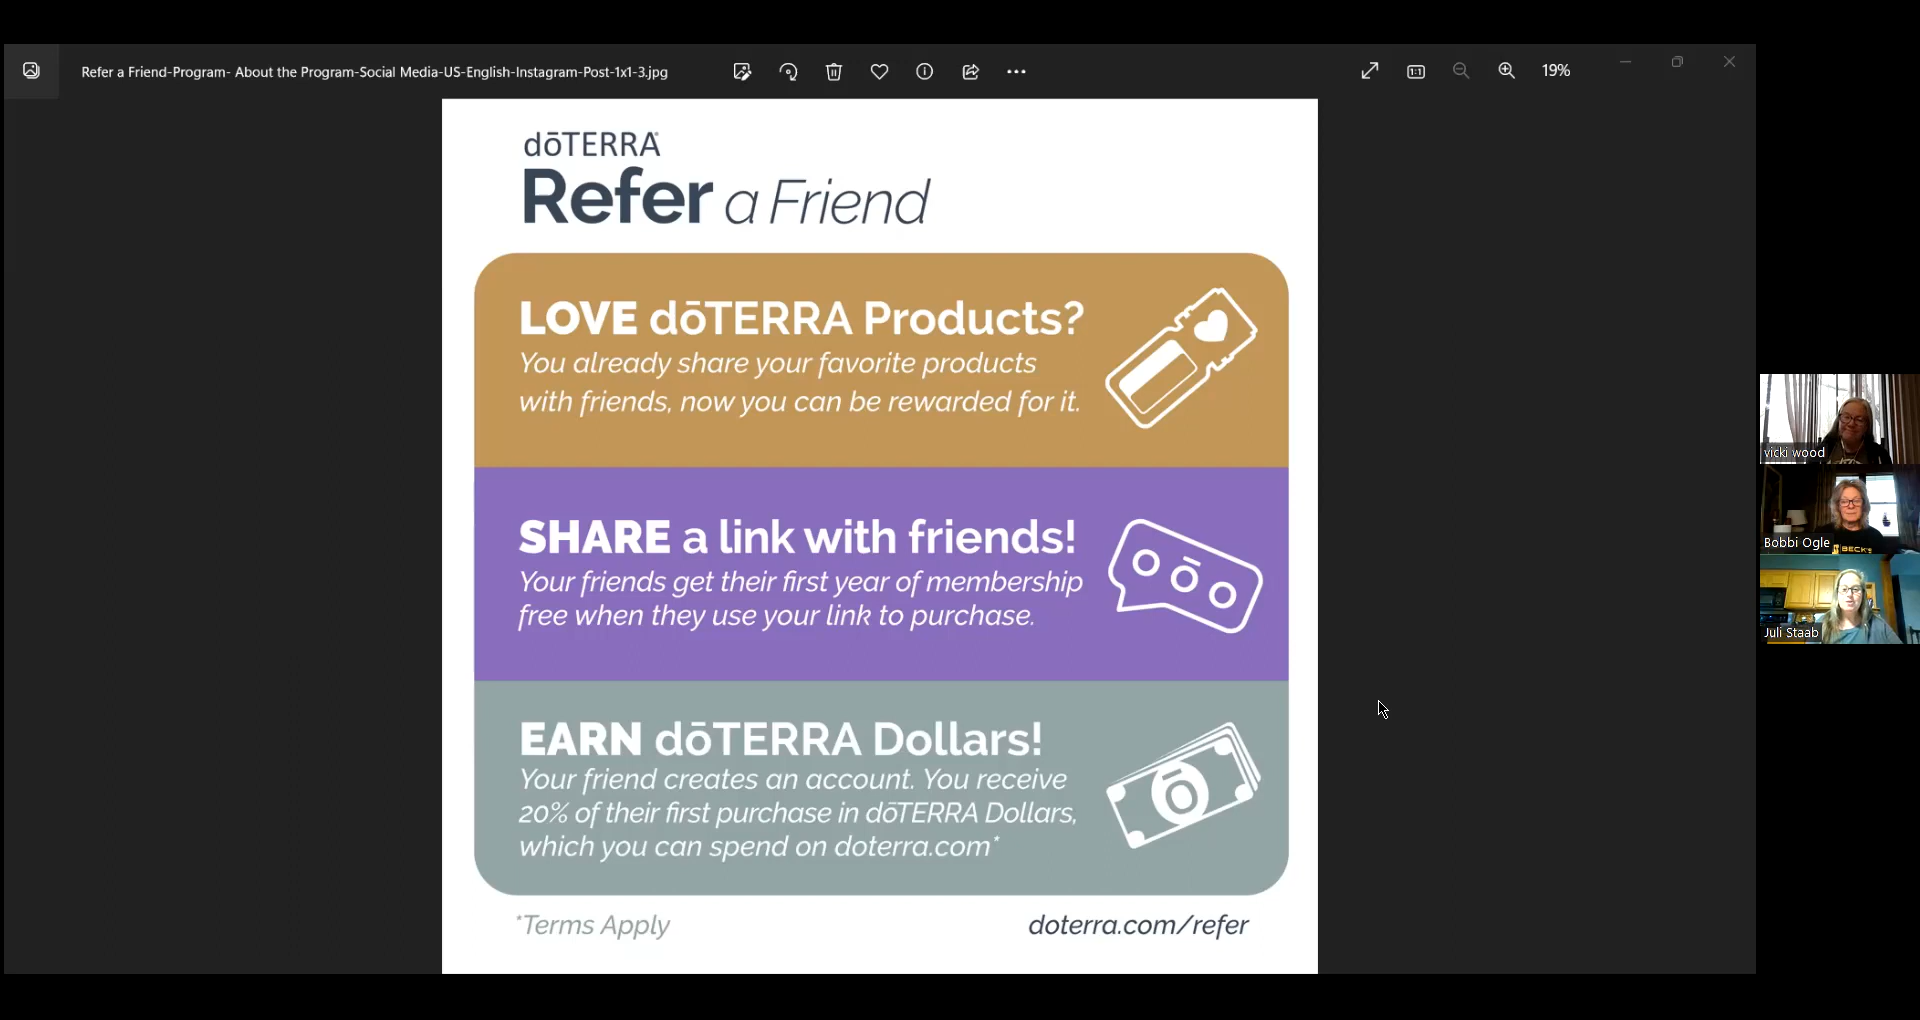 Refer a Friend-Program- About the Program-Social Media-US-English-Instagram-Post-1x1-3.jpg
1:1
19%
dōTERRA
Refer a Friend
LOVE dōTERRA Products?
You already share your favorite products
with friends, now you can be rewarded for it.
SHARE a link with friends!
Your friends get their first year of membership
free when they use your link to purchase.
EARN dōTERRA Dollars!
Your friend creates an account. You receive
20% of their first purchase in dōTERRA Dollars,
which you can spend on doterra.com*
*Terms Apply
doterra.com/refer
vicki wood
Bobbi Ogle
BECK's
Juli Staab